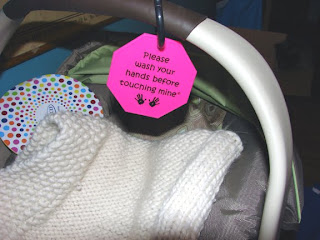 Please
wash your
hands before
touching mine